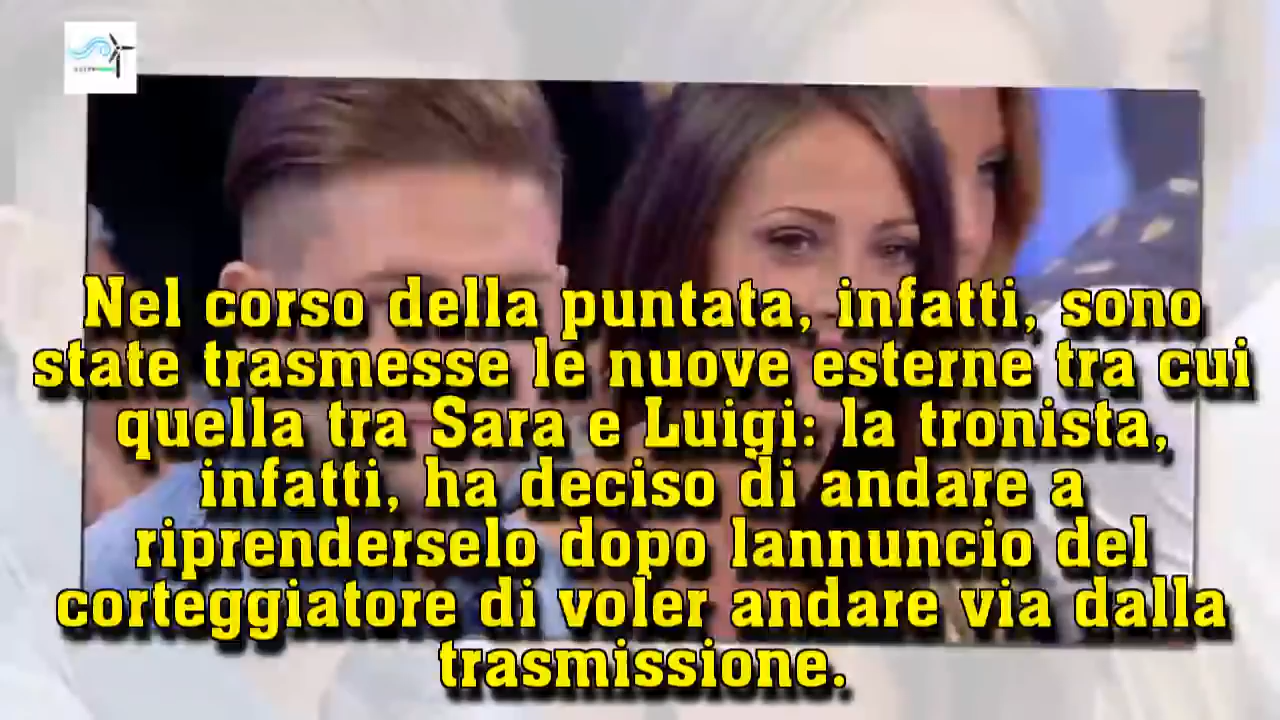 Nel corso della puntata, infatti, sono
state trasmesse le nuove esterne tra cui
quella tra Sara e Luigi: la tronista,
infatti, ha deciso di andare a
riprenderselo dopo lannuncio del
corteggiatore di voler andare via dalla
trasmissione.